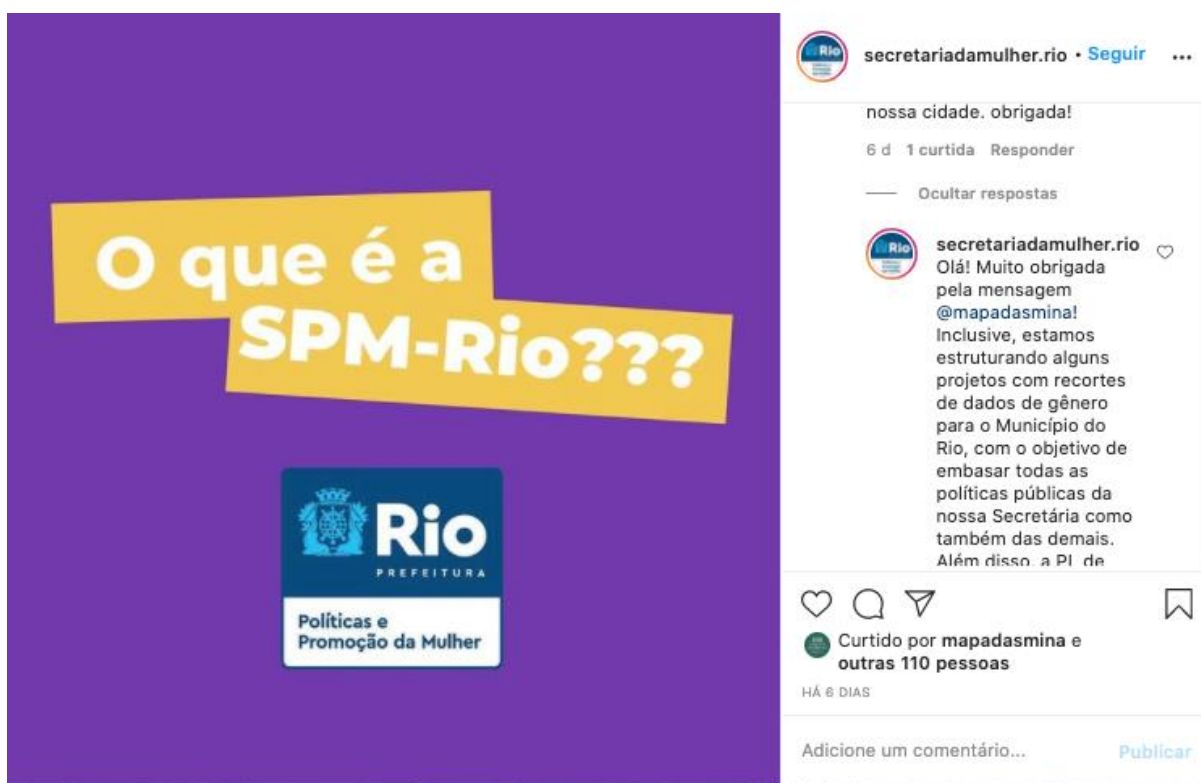 O que é a
SPM-Rio???
Rio
PREFEITURA
Políticas e
Promoção da Mulher
Rio
secretariadamulher.rio • Seguir
nossa cidade. obrigada!
6 d 1 curtida Responder
Ocultar respostas
Rio
secretariadamulher.rio
Olá! Muito obrigada
pela mensagem
@mapadasmina!
Inclusive, estamos
estruturando alguns
projetos com recortes
de dados de gênero
para o Município do
Rio, com o objetivo de
embasar todas as
políticas públicas da
nossa Secretária como
também das demais.
Além disso, a PL de
Curtido por mapadasmina e
outras 110 pessoas
HÁ 6 DIAS
Adicione um comentário...
Publicar